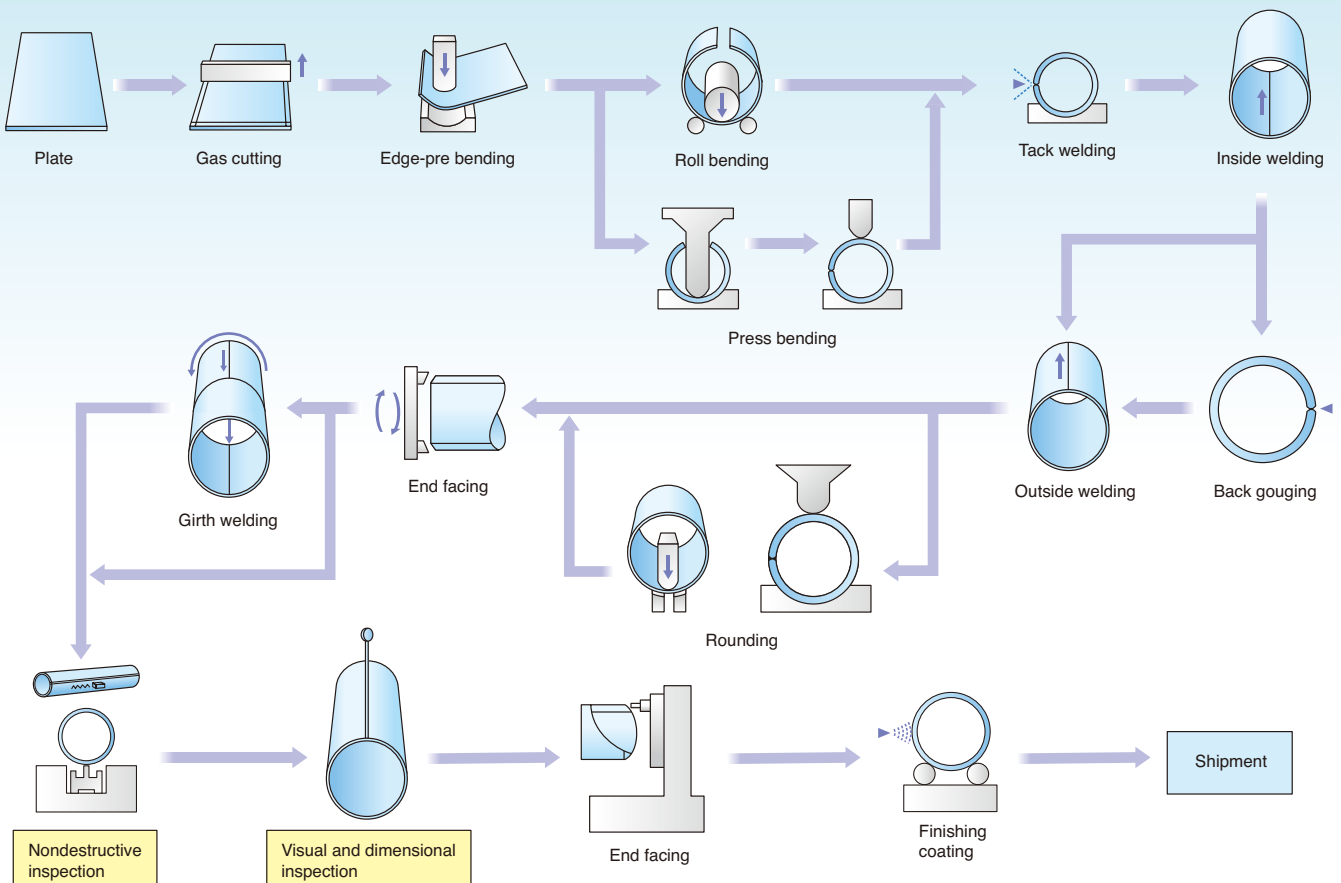 Plate
Gas cutting
Edge-pre bending
Roll bending
Tack welding
Inside welding
Press bending
Girth welding
End facing
Outside welding
Back gouging
Rounding
Nondestructive
inspection
Visual and dimensional
inspection
End facing
Finishing
coating
Shipment